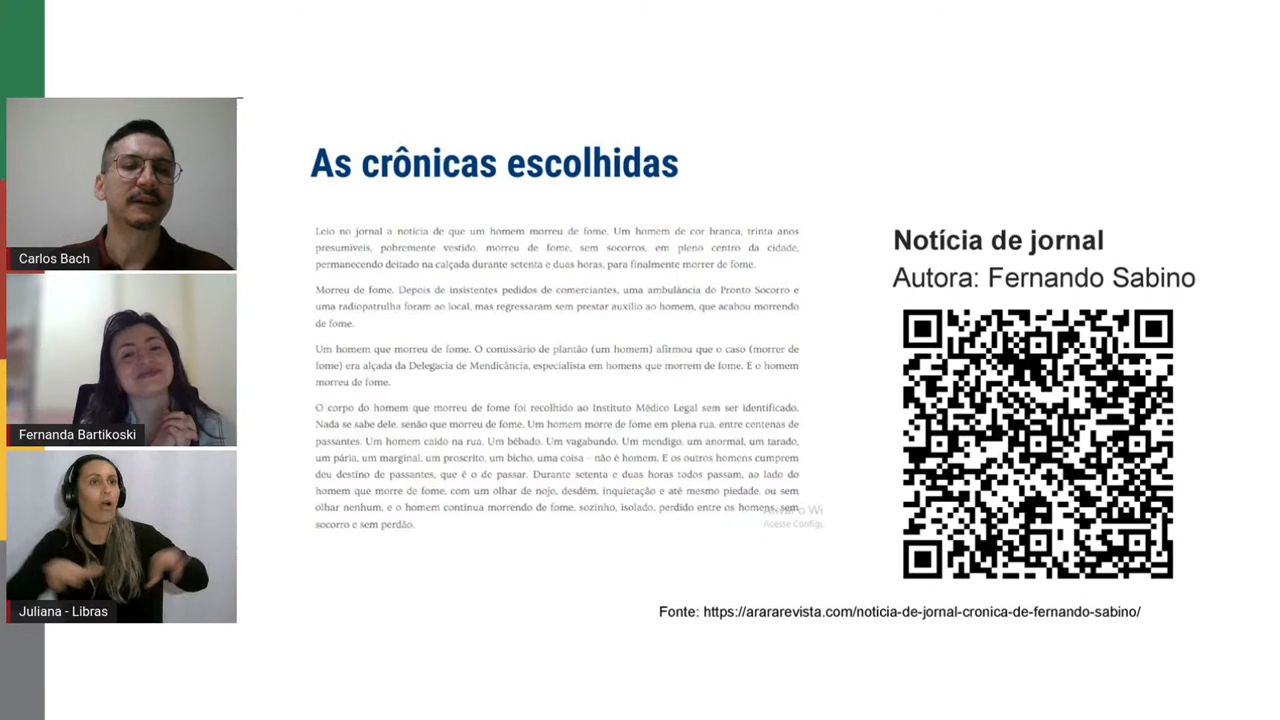 Carlos Bach
Fernanda Bartikoski
Juliana - Libras
As crônicas escolhidas
Leio no jornal a notícia de que um homem morreu de fome. Um homem de cor branca, trinta anos
presumíveis, pobremente vestido, morreu de fome, sem socorros, em pleno centro da cidade,
permanecendo deitado na calçada durante setenta e duas horas, para finalmente morrer de fome.
Morreu de fome. Depois de insistentes pedidos de comerciantes, uma ambulância do Pronto Socorro e
uma radiopatrulha foram ao local, mas regressaram sem prestar auxílio ao homem, que acabou morrendo
de fome.
Um homem que morreu de fome. O comissário de plantão (um homem) afirmou que o caso (morrer de
fome) era alçada da Delegacia de Mendicância, especialista em homens que morrem de fome. E o homem
morreu de fome.
O corpo do homem que morreu de fome foi recolhido ao Instituto Médico Legal sem ser identificado.
Nada se sabe dele, senão que morreu de fome. Um homem morre de fome em plena rua, entre centenas de
passantes. Um homem caído na rua. Um bêbado. Um vagabundo. Um mendigo, um anormal, um tarado,
um pária, um marginal, um proscrito, um bicho, uma coisa – não é homem. E os outros homens cumprem
deu destino de passantes, que é o de passar. Durante setenta e duas horas todos passam, ao lado do
homem que morre de fome, com um olhar de nojo, desdém, inquietação e até mesmo piedade, ou sem
olhar nenhum, e o homem continua morrendo de fome, sozinho, isolado, perdido entre os homens, sem
socorro e sem perdão.
Acesse Configu
Notícia de jornal
Autora: Fernando Sabino
Fonte: https://arararevista.com/noticia-de-jornal-cronica-de-fernando-sabino/